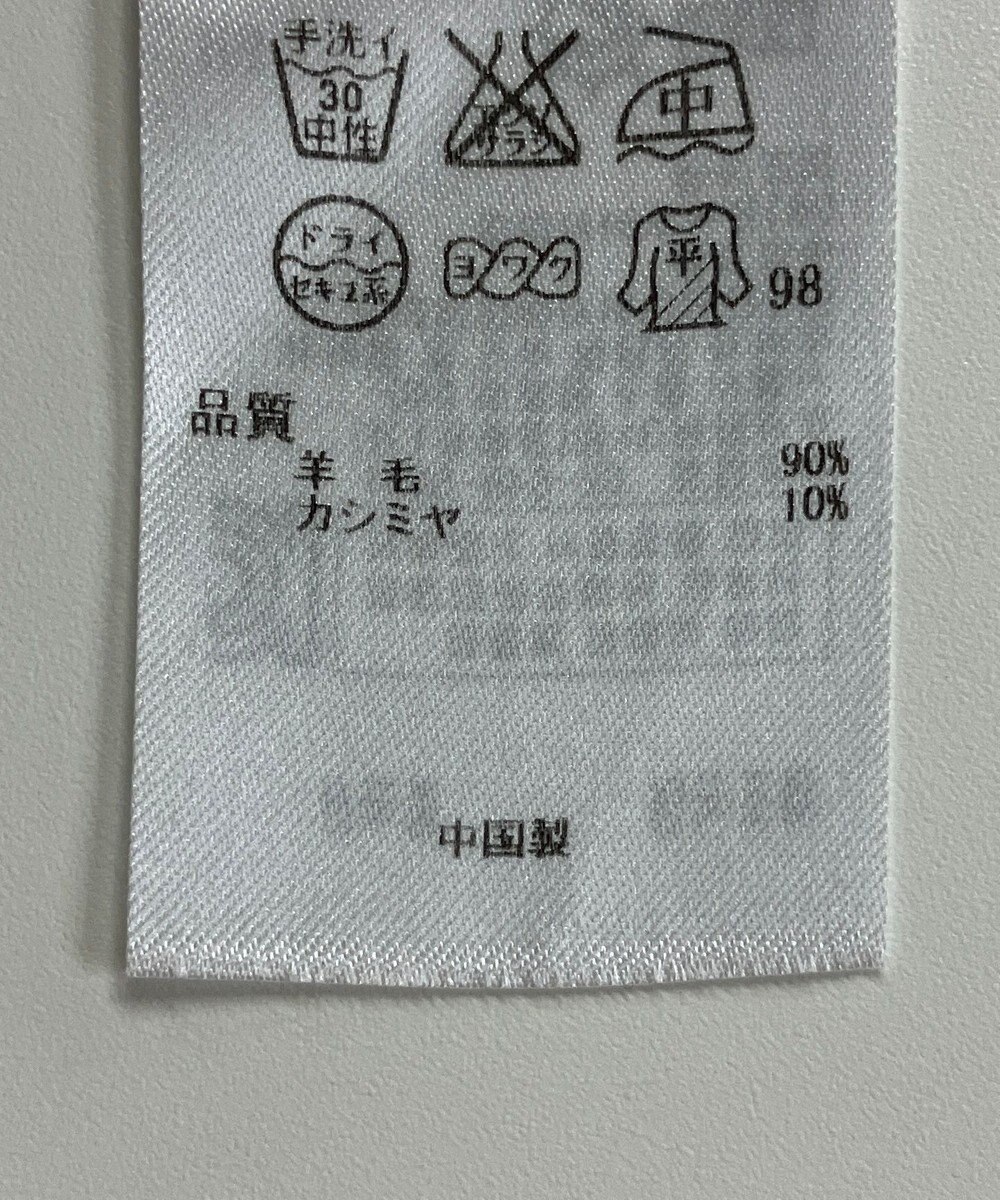 手洗イ
30
中性
エンソ
サラシ
中
ドライ
セキユ系
ヨワク
平
98
品質
羊毛 90%
カシミヤ 10%
中国製